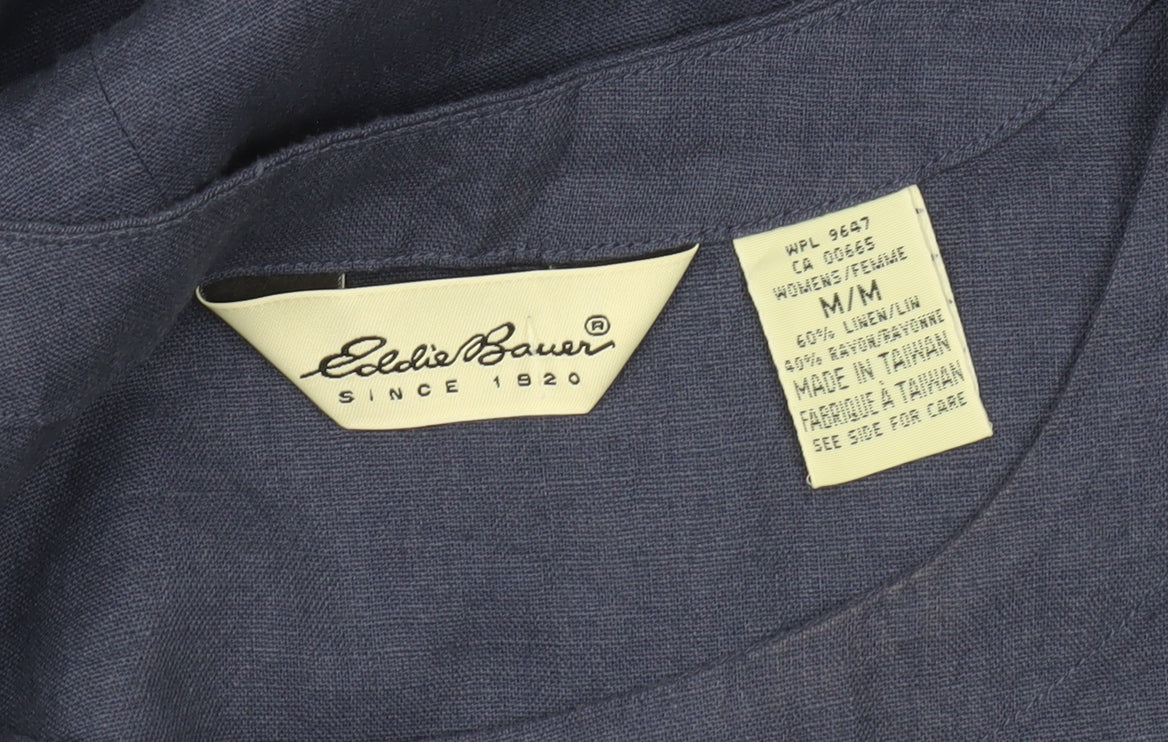 Eddie Bauer®
SINCE 1920
WPL 9647
CA 00665
WOMENS/FEMME
M/M
60% LINEN/LIN
40% RAYON/RAYONNE
MADE IN TAIWAN
FABRIQUE À TAIWAN
SEE SIDE FOR CARE